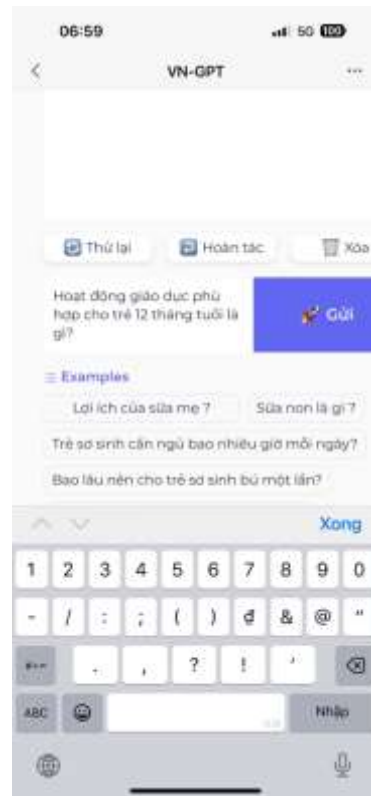 06:59
5G 100
VN-GPT
Thử lại
Hoàn tác
Xóa
Hoạt động giáo dục phù
hợp cho trẻ 12 tháng tuổi là
gì?
Gửi
Examples
Lợi ích của sữa mẹ ?
Sữa non là gì ?
Trẻ sơ sinh cần ngủ bao nhiêu giờ mỗi ngày?
Bao lâu nên cho trẻ sơ sinh bú một lần?
Xong
1 2 3 4 5 6 7 8 9 0
- / : ; ( ) đ & @ "
#+= . , ? ! '
ABC
Nhập